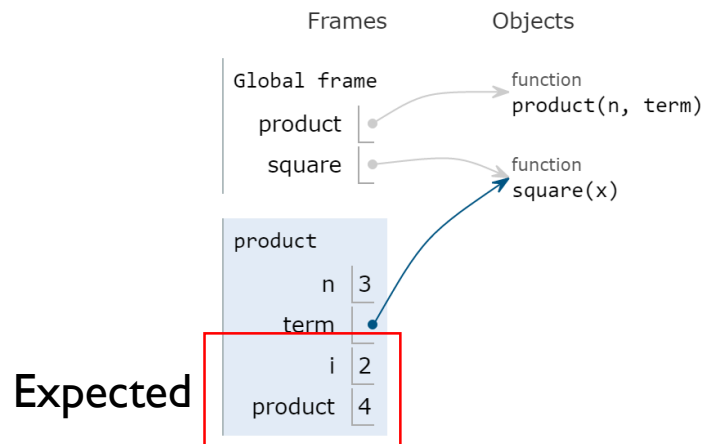 Frames Objects
Global frame
function
product(n, term)
product
square
function
square(x)
product
n 3
term
i 2
product 4
Expected